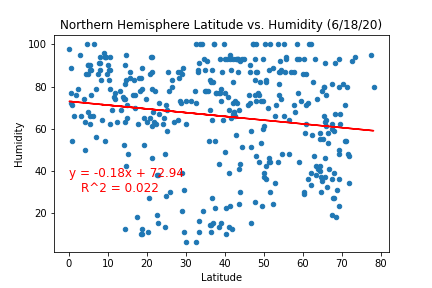 Northern Hemisphere Latitude vs. Humidity (6/18/20)
100
80
60
40
20
Humidity
y = -0.18x + 72.94
R^2 = 0.022
0 10 20 30 40 50 60 70 80
Latitude